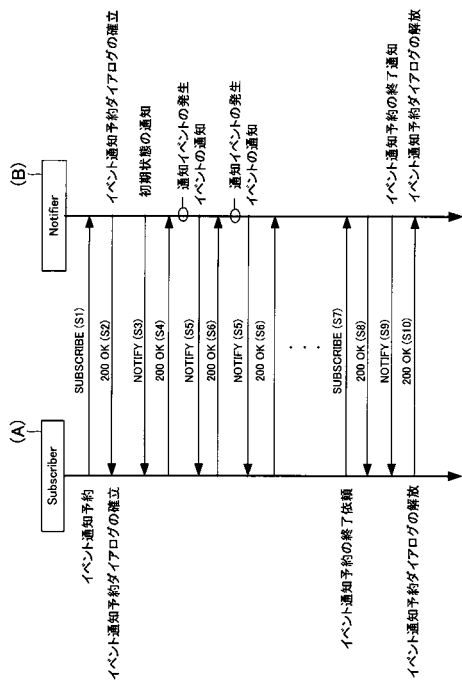 (A)
(B)
Subscriber
Notifier
イベント通知予約
SUBSCRIBE (S1)
イベント通知予約ダイアログの確立
200 OK (S2)
イベント通知予約ダイアログの確立
NOTIFY (S3)
初期状態の通知
200 OK (S4)
通知イベントの発生
NOTIFY (S5)
イベントの通知
200 OK (S6)
通知イベントの発生
NOTIFY (S5)
イベントの通知
200 OK (S6)
・・・
イベント通知予約の終了依頼
SUBSCRIBE (S7)
200 OK (S8)
NOTIFY (S9)
イベント通知予約の終了通知
イベント通知予約ダイアログの解放
200 OK (S10)
イベント通知予約ダイアログの解放